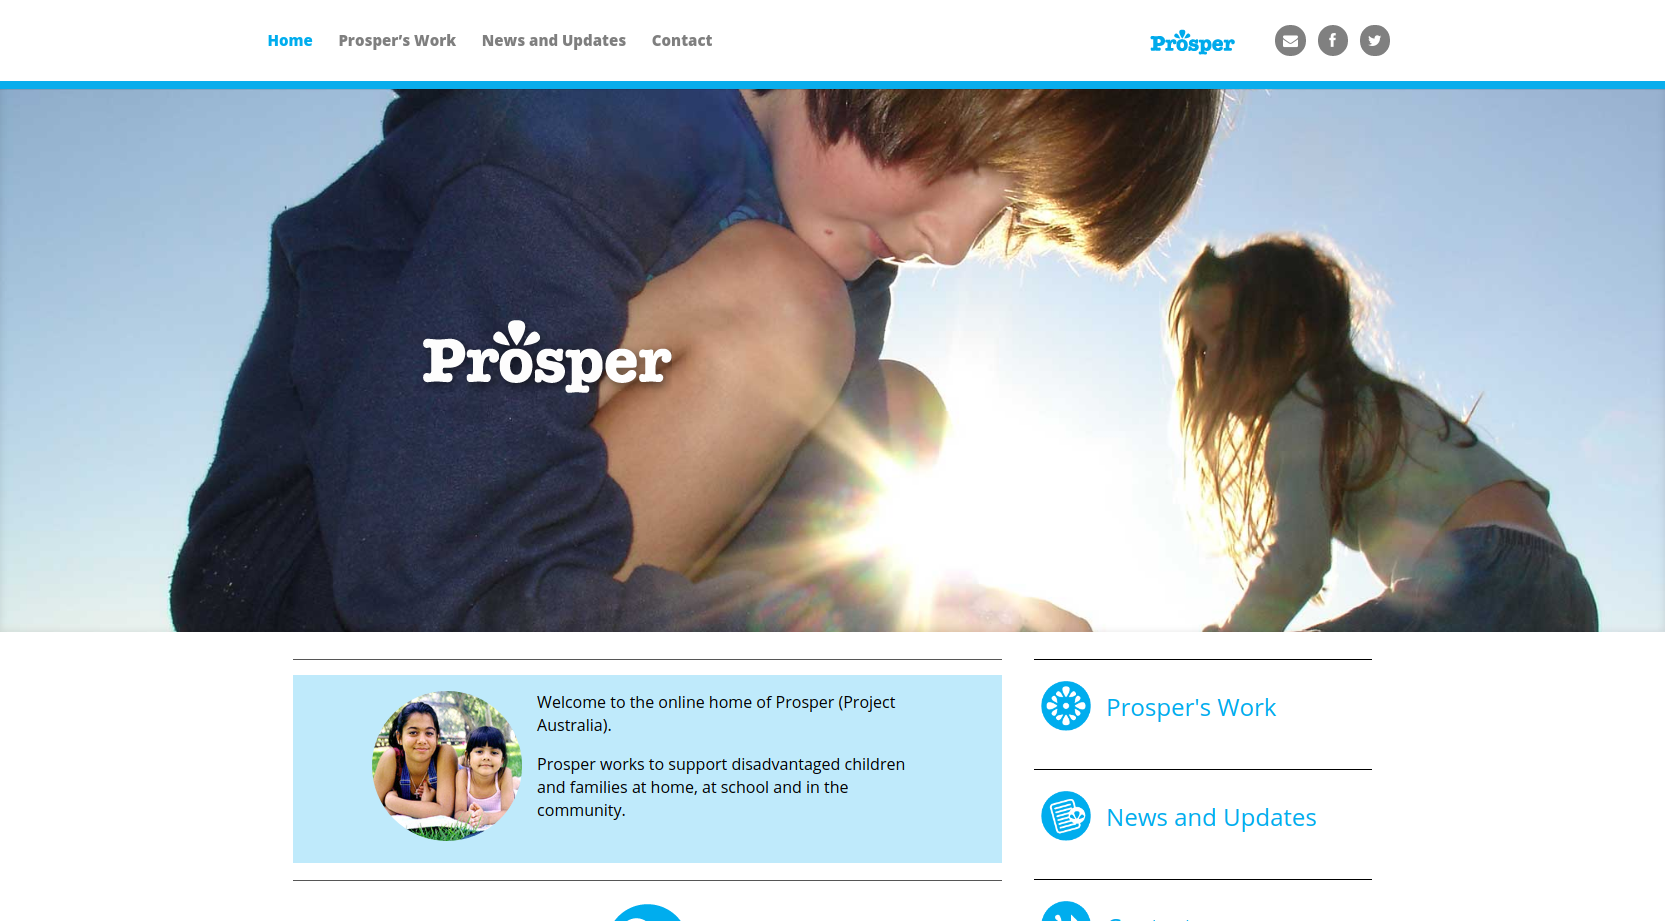 Home Prosper's Work News and Updates Contact
Prosper
Prosper
Welcome to the online home of Prosper (Project
Australia).
Prosper works to support disadvantaged children
and families at home, at school and in the
community.
Prosper's Work
News and Updates